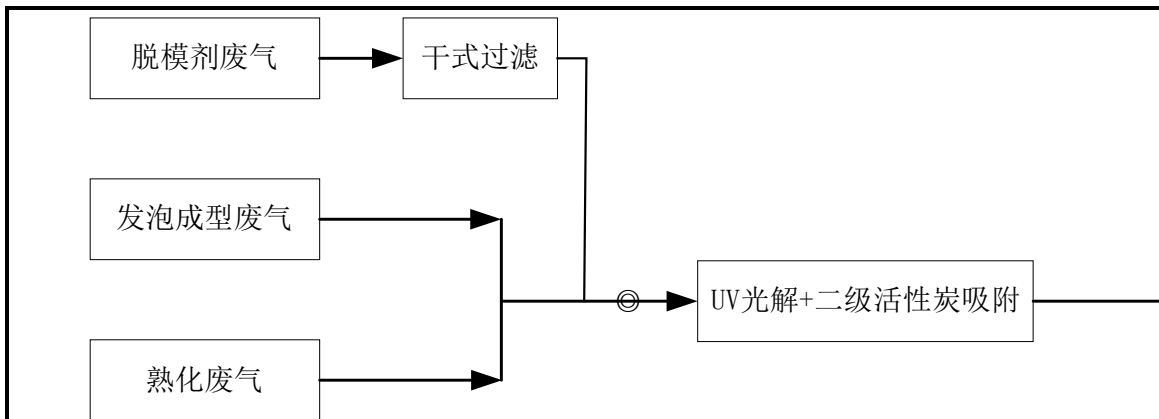 脱模剂废气
干式过滤
发泡成型废气
UV光解+二级活性炭吸附
熟化废气